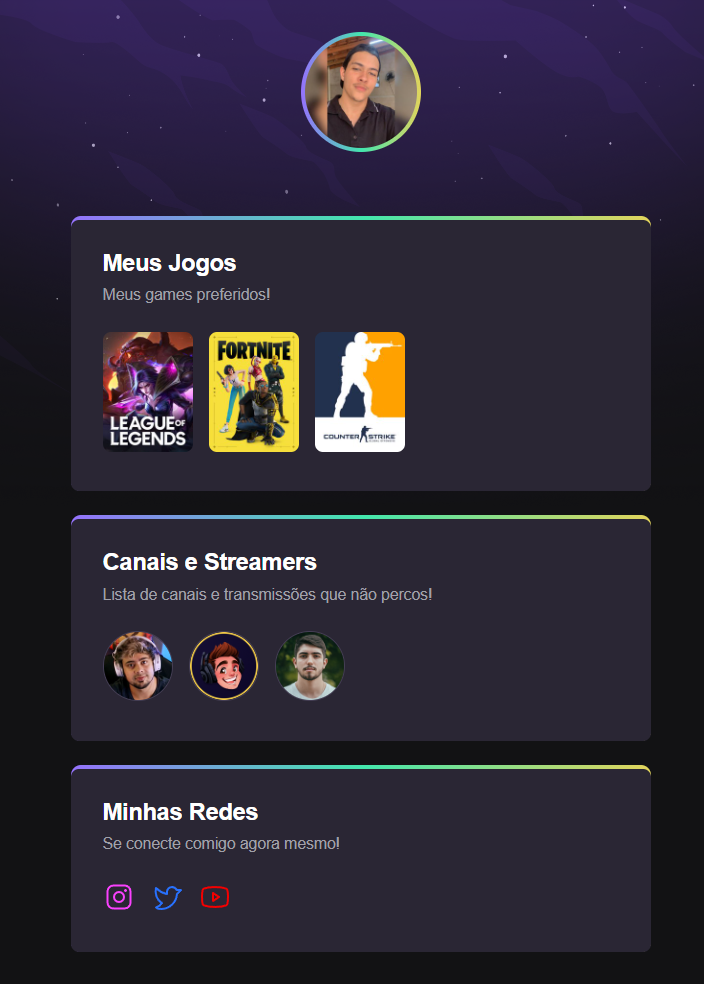 Meus Jogos
Meus games preferidos!
LEAGUE OF
LEGENDS
FORTNITE
COUNTER STRIKE
Canais e Streamers
Lista de canais e transmissões que não percos!
Minhas Redes
Se conecte comigo agora mesmo!